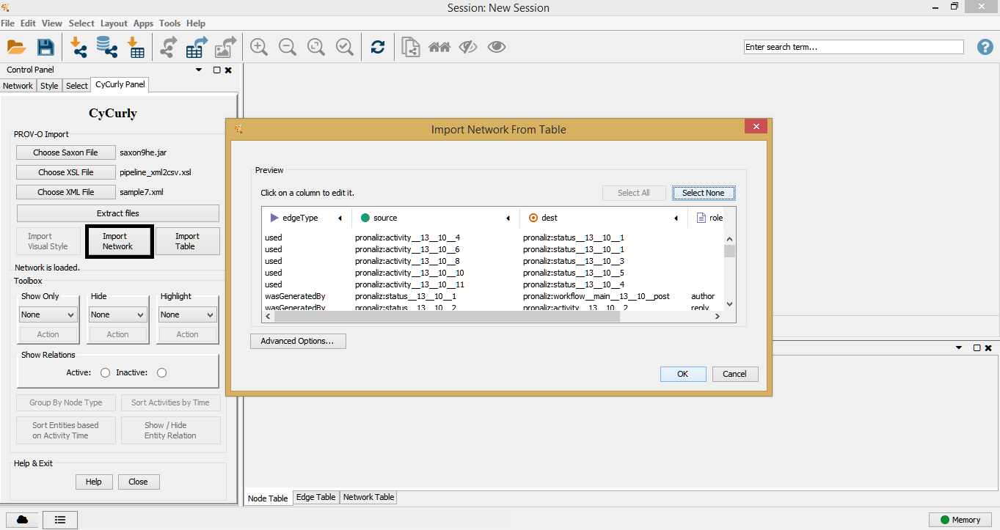 Session: New Session
File Edit View Select Layout Apps Tools Help
Enter search term...
?
Control Panel
Network Style Select CyCurly Panel
CyCurly
PROV-O Import
Choose Saxon File saxon9he.jar
Choose XSL File pipeline_xml2csv.xsl
Choose XML File sample7.xml
Extract files
Import
Visual Style
Import
Network
Import
Table
Network is loaded.
Toolbox
Show Only Hide Highlight
None None None
Action Action Action
Show Relations
Active: Inactive:
Group By Node Type Sort Activities by Time
Sort Entities based
on Activity Time
Show / Hide
Entity Relation
Help & Exit
Help Close
Import Network From Table
Preview
Click on a column to edit it.
Select All Select None
edgeType source dest role
used pronaliz:activity__13__10__4 pronaliz:status__13__10__1
used pronaliz:activity__13__10__6 pronaliz:status__13__10__1
used pronaliz:activity__13__10__8 pronaliz:status__13__10__3
used pronaliz:activity__13__10__10 pronaliz:status__13__10__5
used pronaliz:activity__13__10__11 pronaliz:status__13__10__4
wasGeneratedBy pronaliz:status__13__10__1 pronaliz:workflow__main__13__10__post author
wasGeneratedBy pronaliz:status__13__10__2 pronaliz:activity__13__10__2 reply
Advanced Options...
OK Cancel
Node Table Edge Table Network Table
Memory